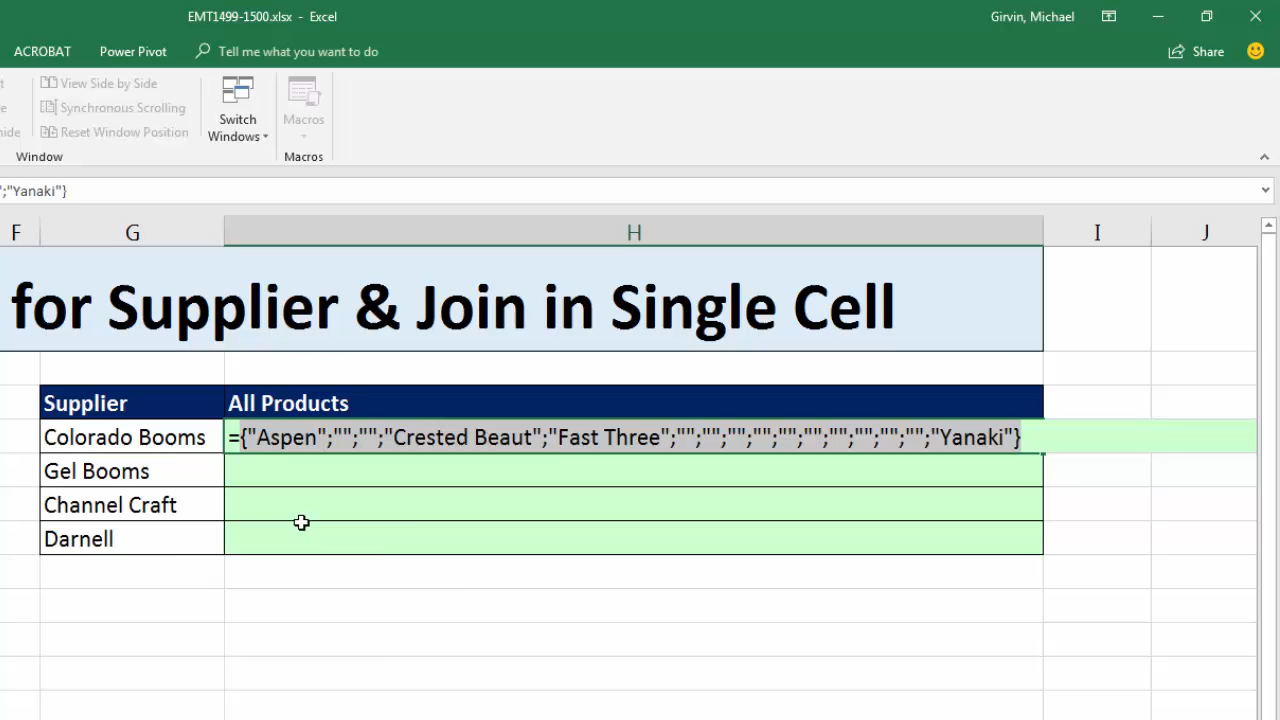 EMT1499-1500.xlsx - Excel
Girvin, Michael
ACROBAT Power Pivot Tell me what you want to do
Share
View Side by Side
Synchronous Scrolling
Reset Window Position
Window
Switch
Windows
Macros
Macros
";"Yanaki"}
F G H I J
for Supplier & Join in Single Cell
Supplier All Products
Colorado Booms ={"Aspen";"";"";"Crested Beaut";"Fast Three";"";"";"";"";"";"";"";"";"";"";"Yanaki"}
Gel Booms
Channel Craft
Darnell